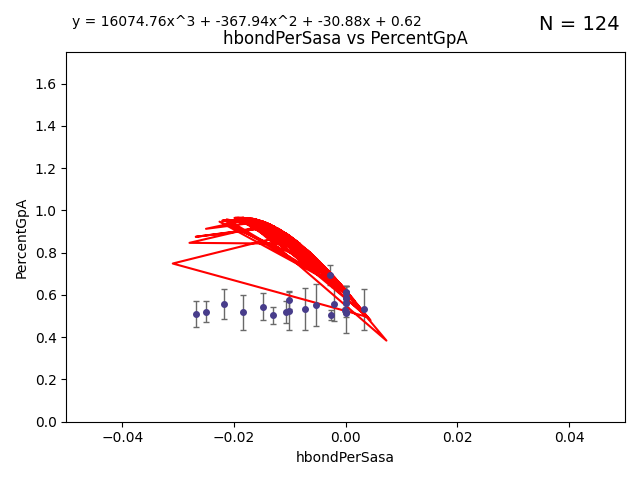 y = 16074.76x^3 + -367.94x^2 + -30.88x + 0.62
N = 124
hbondPerSasa vs PercentGpA
1.6
1.4
1.2
1.0
0.8
0.6
0.4
0.2
0.0
PercentGpA
−0.04 −0.02 0.00 0.02 0.04
hbondPerSasa